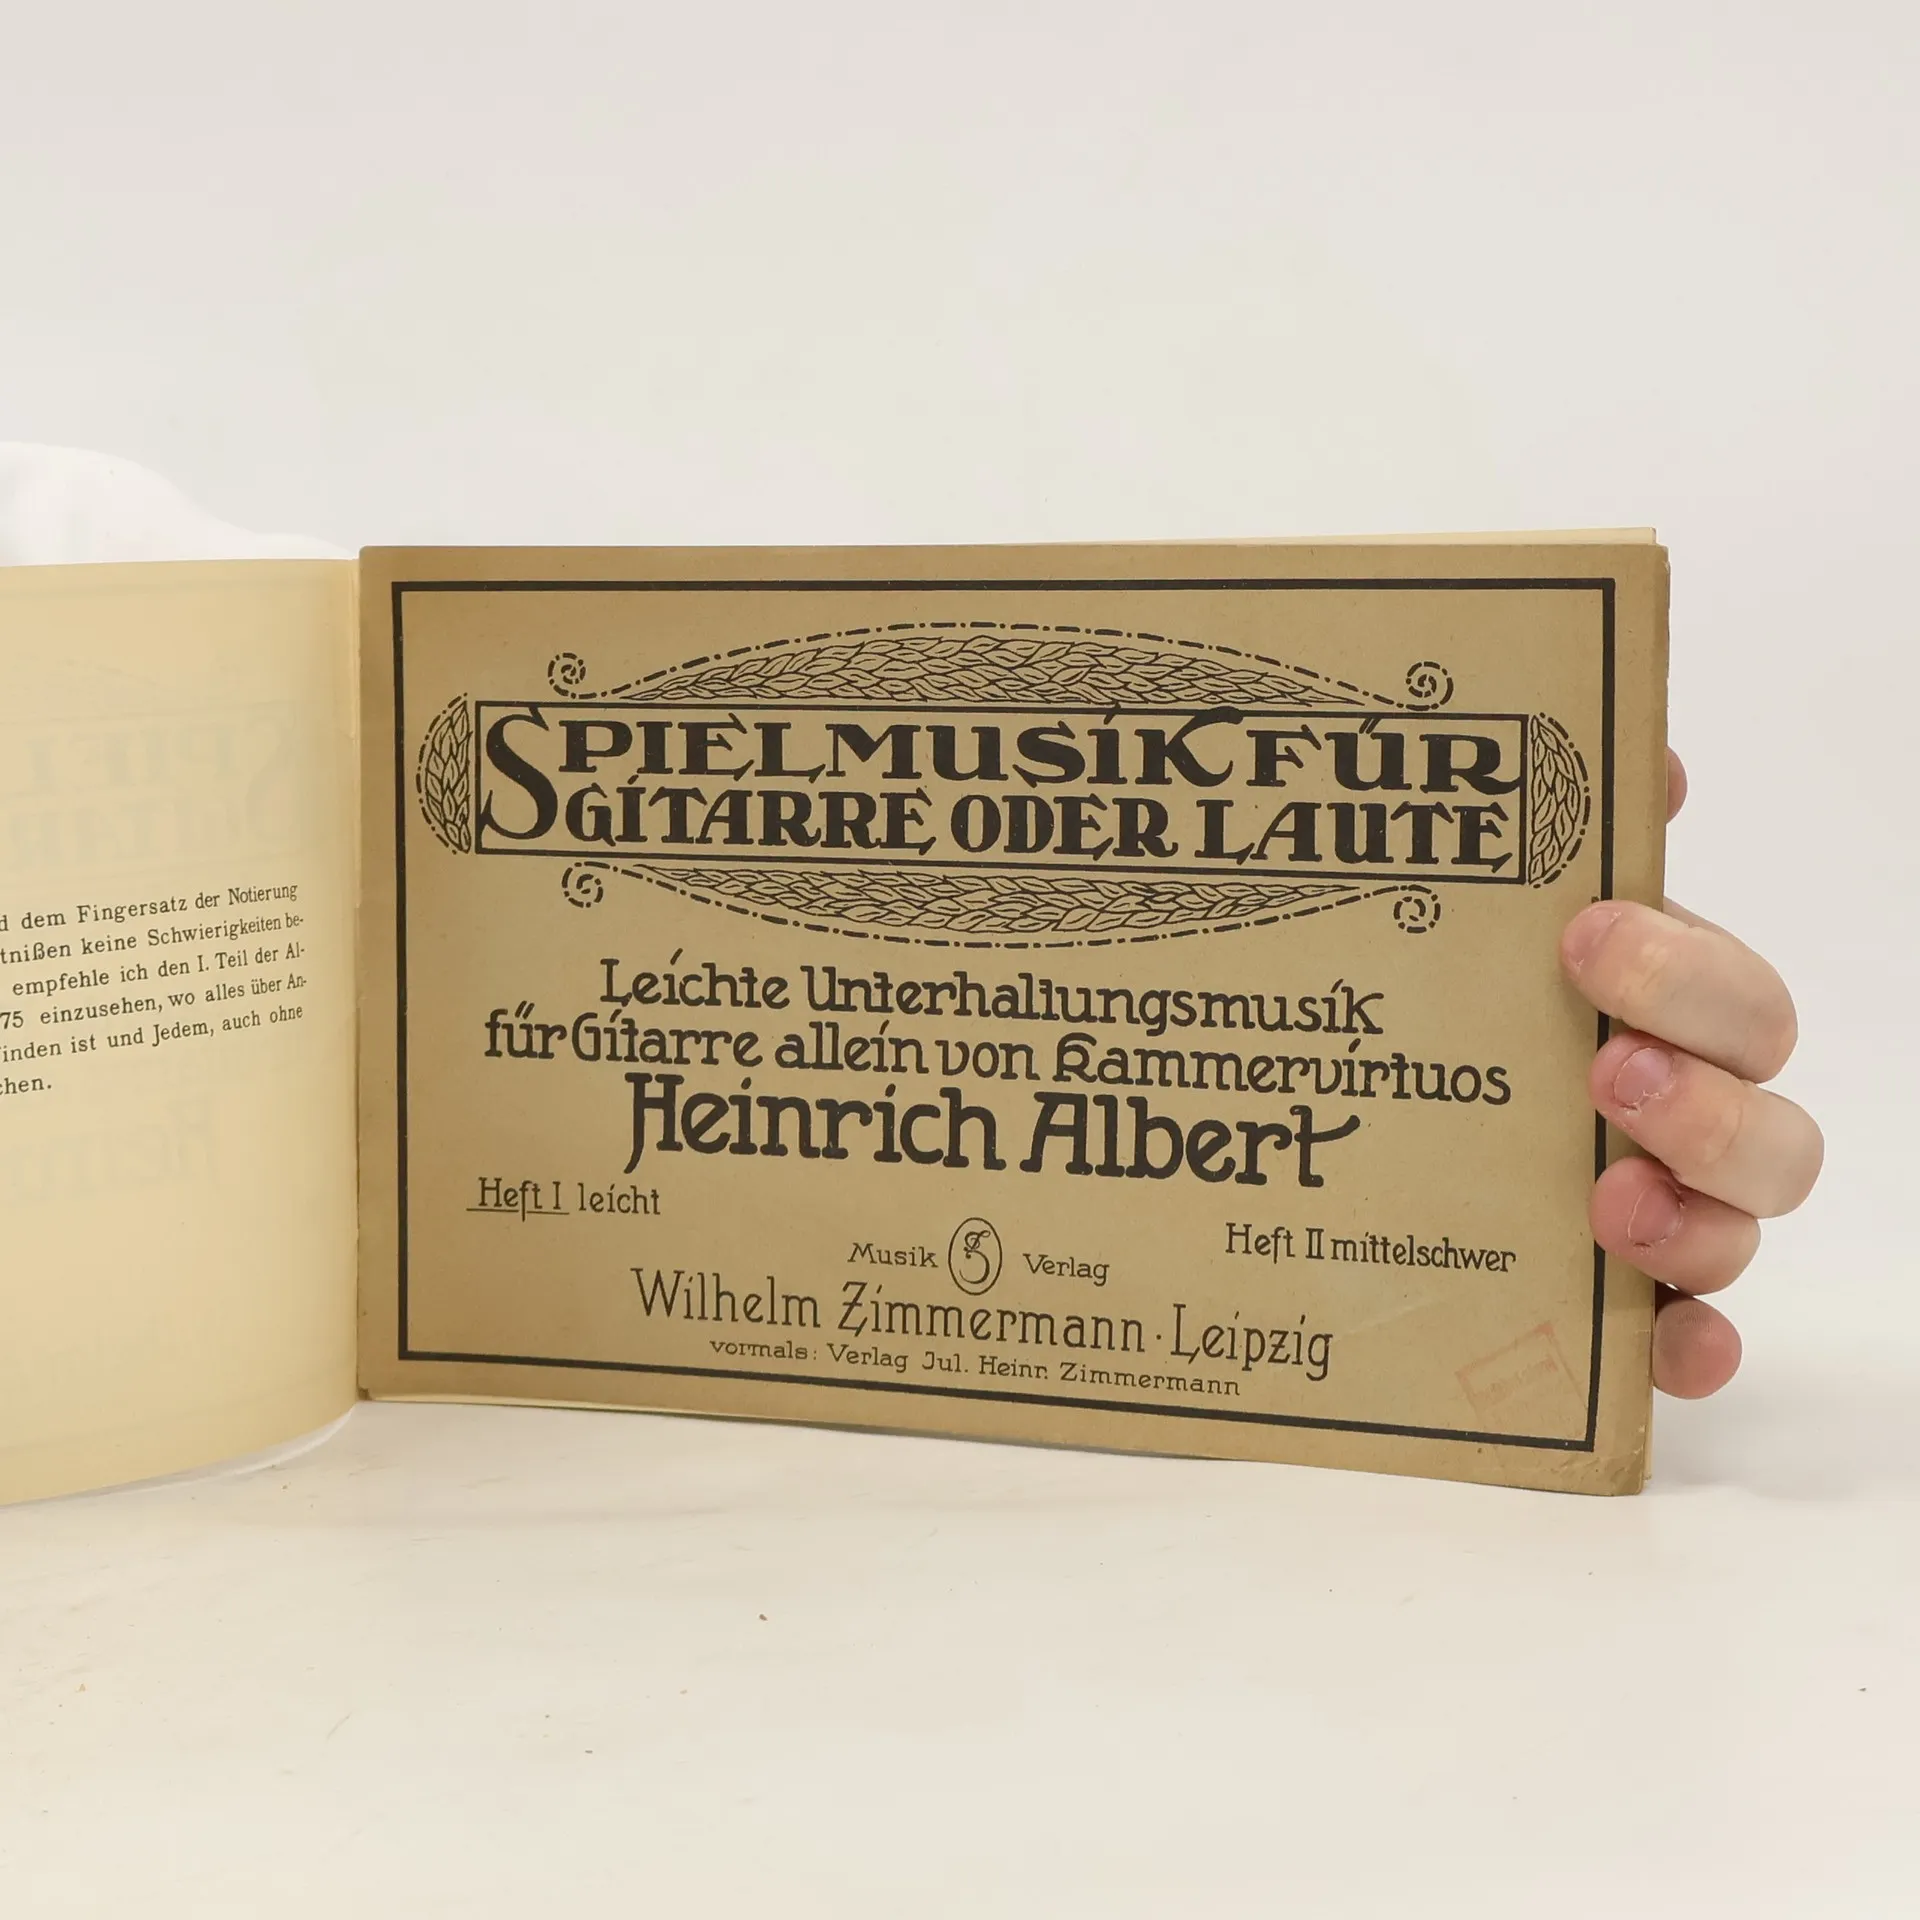 d dem Fingersatz der Notierung
tnißen keine Schwierigkeiten be-
empfehle ich den I. Teil der Al-
75 einzusehen, wo alles über An-
finden ist und Jedem, auch ohne
chen.
SPIELMUSIK FÜR
GITARRE ODER LAUTE
Leichte Unterhaltungsmusik
für Gitarre allein von Kammervirtuos
Heinrich Albert
Heft I leicht
Heft II mittelschwer
Musik Verlag
Wilhelm Zimmermann · Leipzig
vormals: Verlag Jul. Heinr. Zimmermann